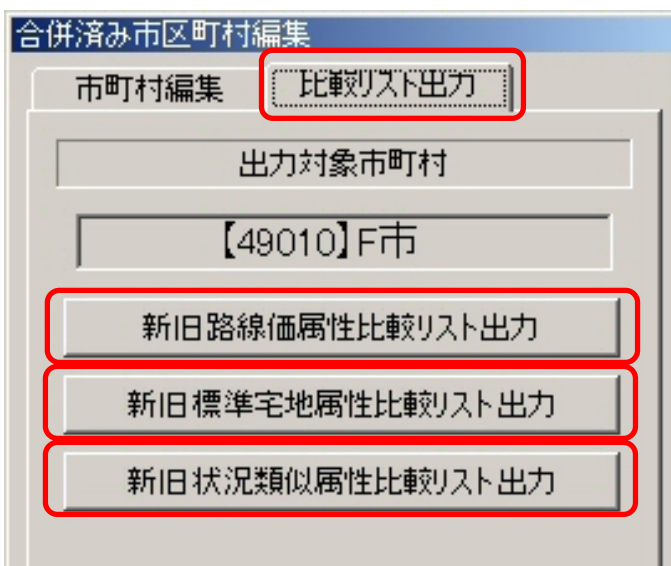 合併済み市区町村編集
市町村編集 比較リスト出力
出力対象市町村
【49010】F市
新旧路線価属性比較リスト出力
新旧標準宅地属性比較リスト出力
新旧状況類似属性比較リスト出力